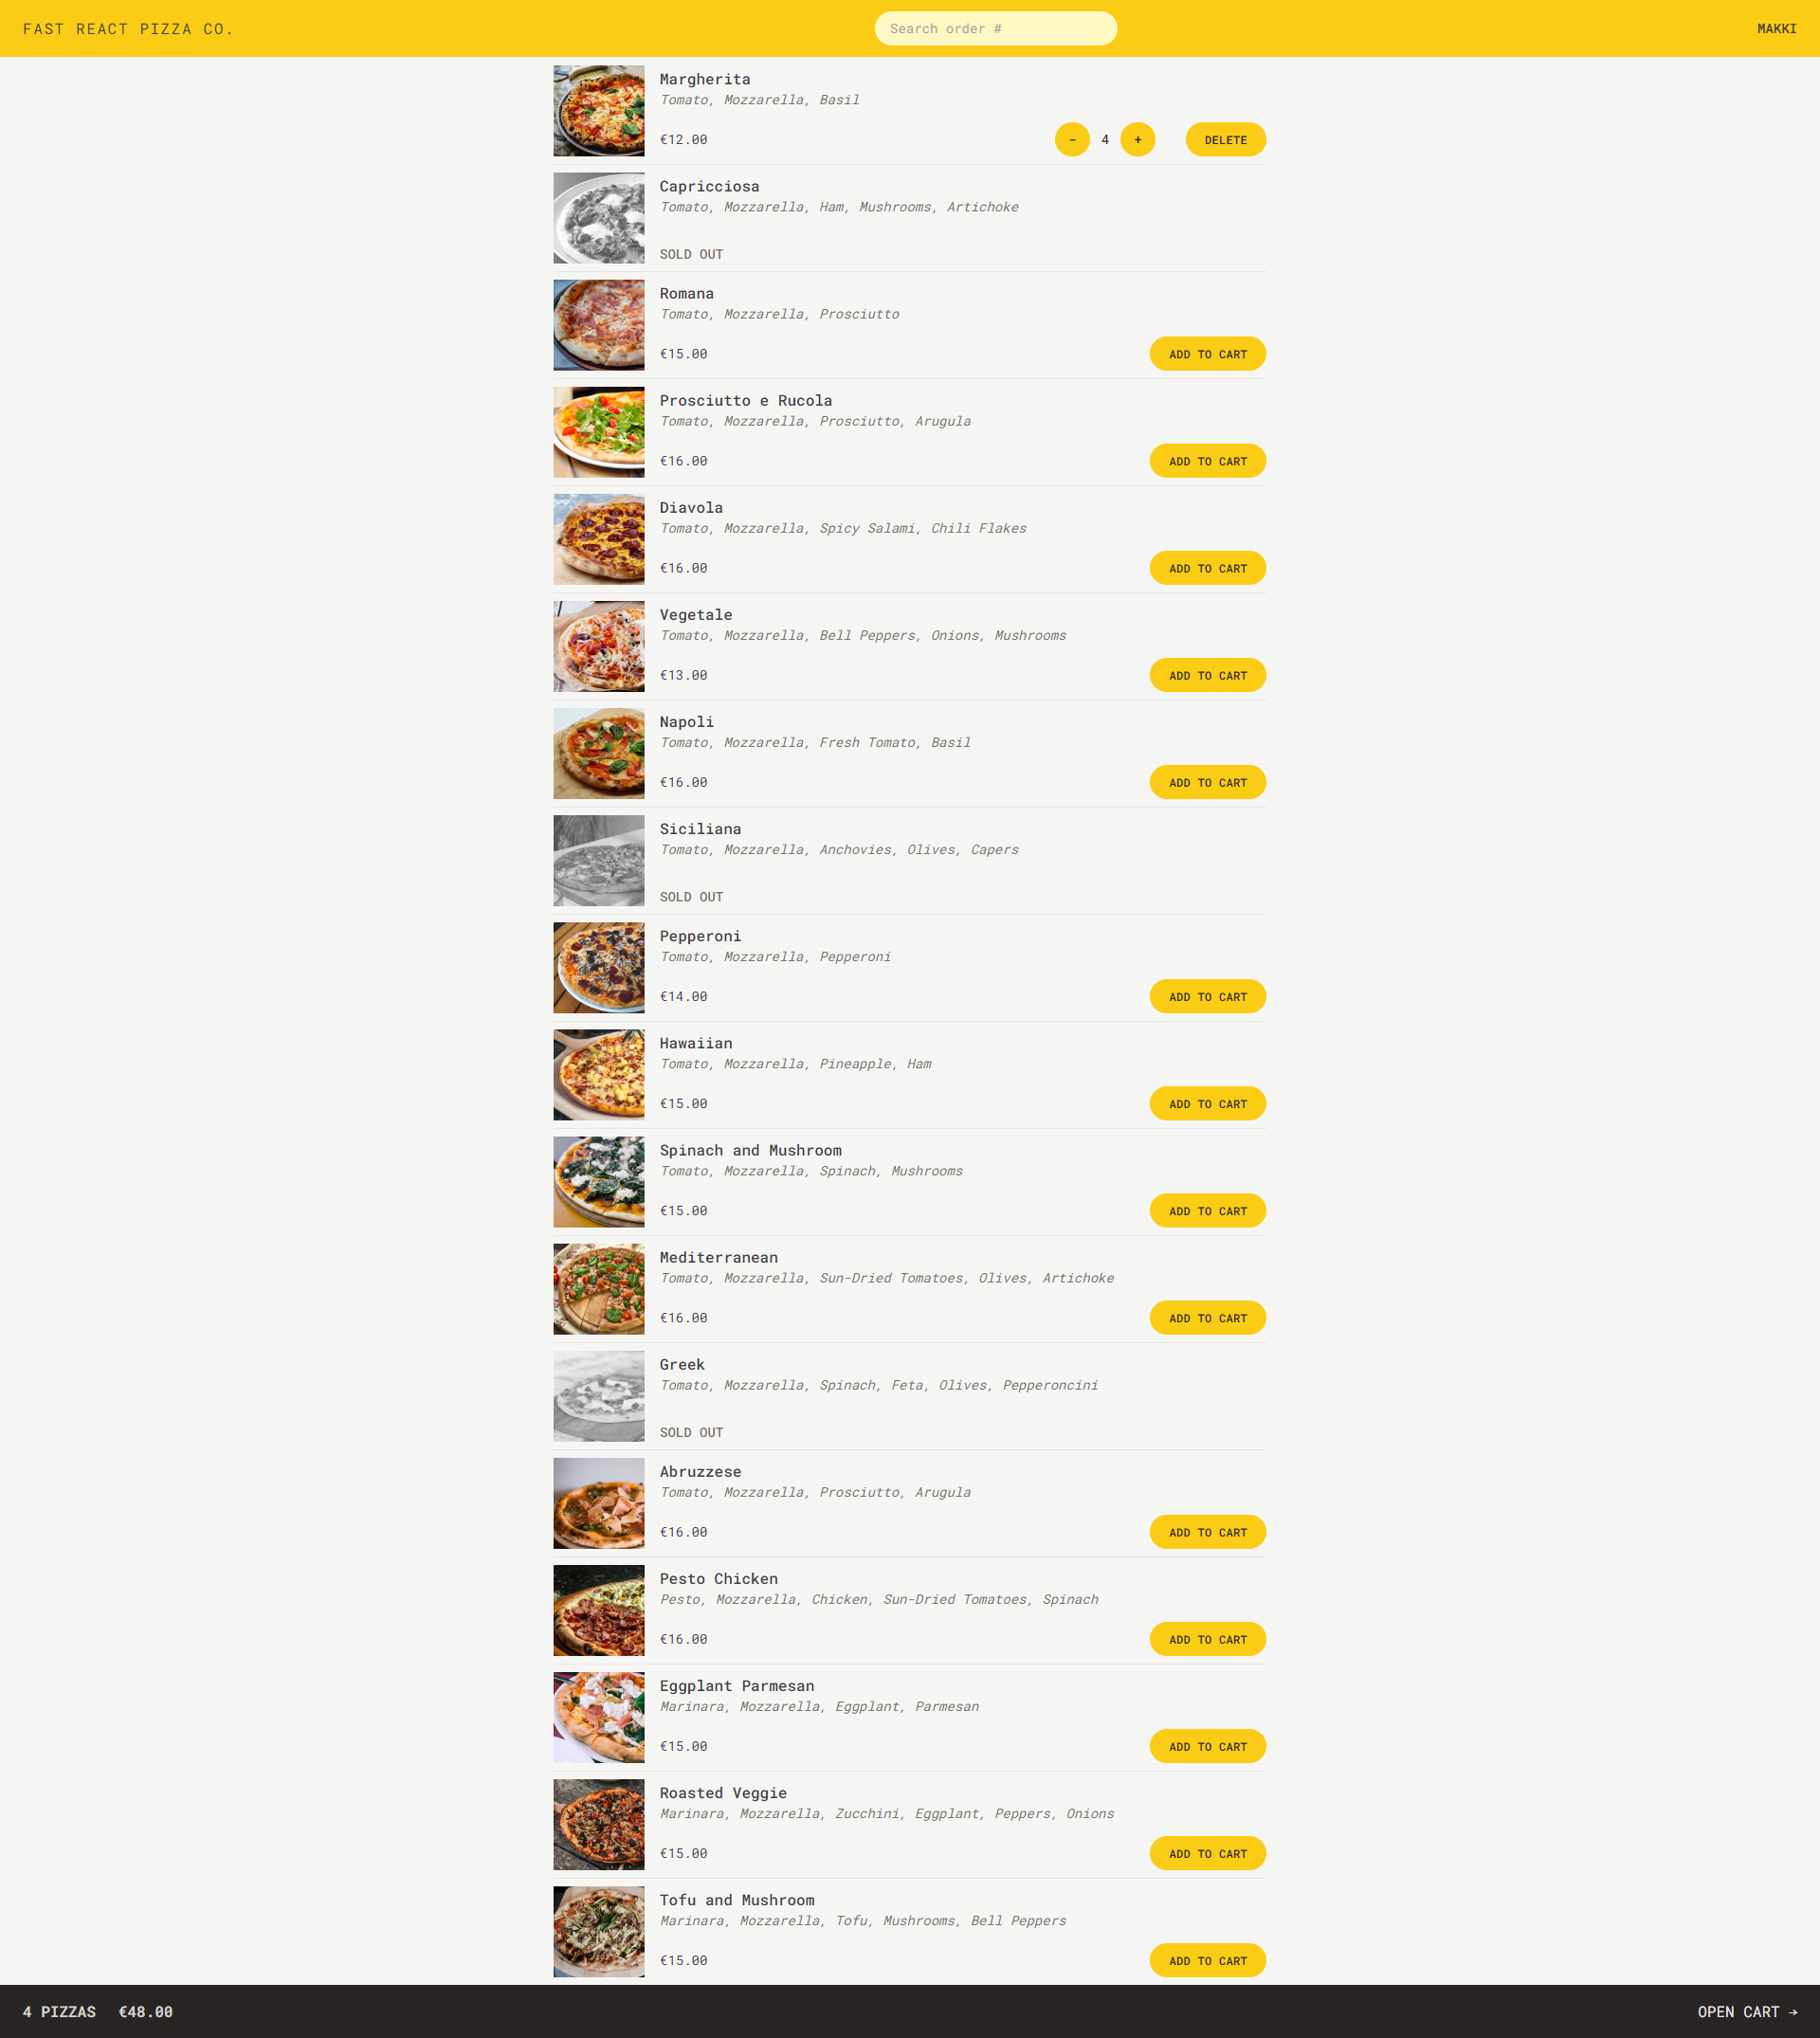 FAST REACT PIZZA CO.
Search order #
MAKKI
Margherita
Tomato, Mozzarella, Basil
€12.00
- 4 + DELETE
Capricciosa
Tomato, Mozzarella, Ham, Mushrooms, Artichoke
SOLD OUT
Romana
Tomato, Mozzarella, Prosciutto
€15.00 ADD TO CART
Prosciutto e Rucola
Tomato, Mozzarella, Prosciutto, Arugula
€16.00 ADD TO CART
Diavola
Tomato, Mozzarella, Spicy Salami, Chili Flakes
€16.00 ADD TO CART
Vegetale
Tomato, Mozzarella, Bell Peppers, Onions, Mushrooms
€13.00 ADD TO CART
Napoli
Tomato, Mozzarella, Fresh Tomato, Basil
€16.00 ADD TO CART
Siciliana
Tomato, Mozzarella, Anchovies, Olives, Capers
SOLD OUT
Pepperoni
Tomato, Mozzarella, Pepperoni
€14.00 ADD TO CART
Hawaiian
Tomato, Mozzarella, Pineapple, Ham
€15.00 ADD TO CART
Spinach and Mushroom
Tomato, Mozzarella, Spinach, Mushrooms
€15.00 ADD TO CART
Mediterranean
Tomato, Mozzarella, Sun-Dried Tomatoes, Olives, Artichoke
€16.00 ADD TO CART
Greek
Tomato, Mozzarella, Spinach, Feta, Olives, Pepperoncini
SOLD OUT
Abruzzese
Tomato, Mozzarella, Prosciutto, Arugula
€16.00 ADD TO CART
Pesto Chicken
Pesto, Mozzarella, Chicken, Sun-Dried Tomatoes, Spinach
€16.00 ADD TO CART
Eggplant Parmesan
Marinara, Mozzarella, Eggplant, Parmesan
€15.00 ADD TO CART
Roasted Veggie
Marinara, Mozzarella, Zucchini, Eggplant, Peppers, Onions
€15.00 ADD TO CART
Tofu and Mushroom
Marinara, Mozzarella, Tofu, Mushrooms, Bell Peppers
€15.00 ADD TO CART
4 PIZZAS €48.00
OPEN CART →